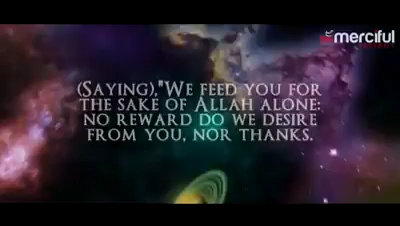 merciful
(Saying),"We feed you for
the sake of Allah alone:
no reward do we desire
from you, nor thanks.